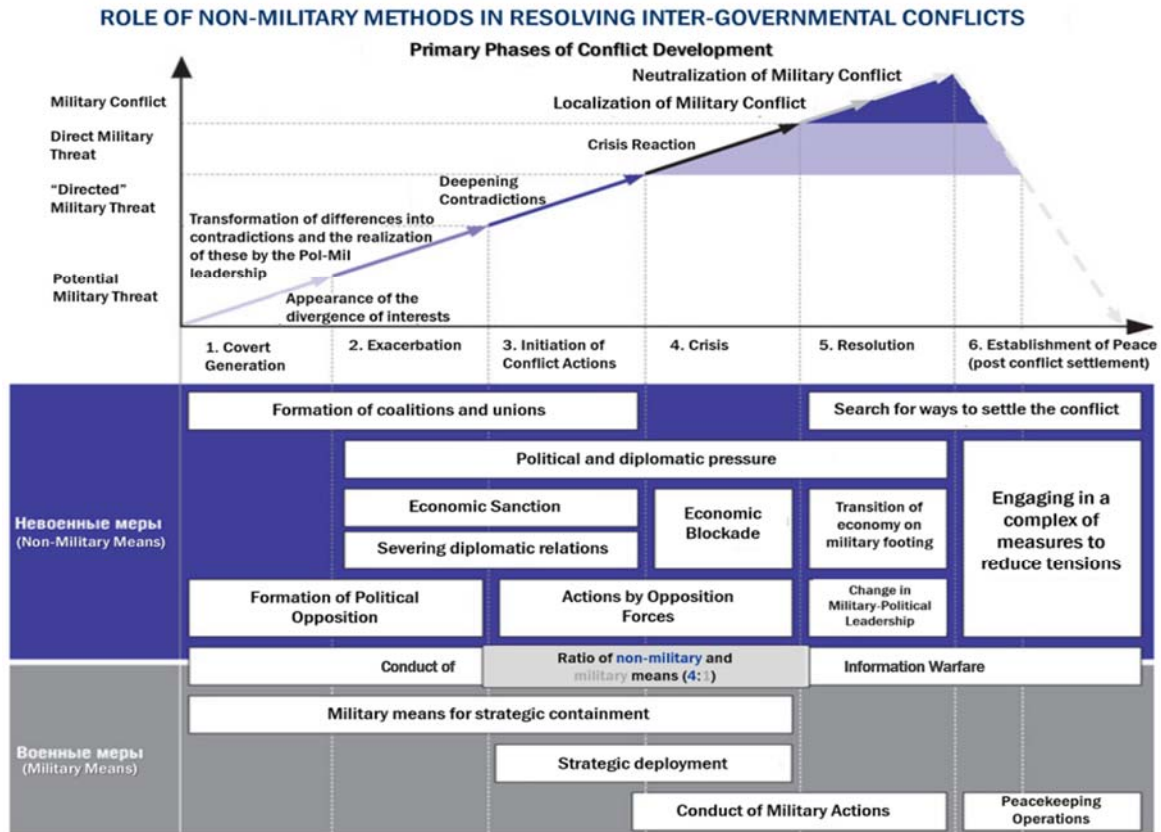 ROLE OF NON-MILITARY METHODS IN RESOLVING INTER-GOVERNMENTAL CONFLICTS
Primary Phases of Conflict Development
Neutralization of Military Conflict
Military Conflict
Localization of Military Conflict
Direct Military
Threat
Crisis Reaction
"Directed"
Military Threat
Deepening
Contradictions
Transformation of differences into
contradictions and the realization
of these by the Pol-Mil
leadership
Potential
Military Threat
Appearance of the
divergence of interests
1. Covert
Generation
2. Exacerbation
3. Initiation of
Conflict Actions
4. Crisis
5. Resolution
6. Establishment of Peace
(post conflict settlement)
Невоенные меры
(Non-Military Means)
Formation of coalitions and unions
Search for ways to settle the conflict
Political and diplomatic pressure
Economic Sanction
Severing diplomatic relations
Economic
Blockade
Transition of
economy on
military footing
Engaging in a
complex of
measures to
reduce tensions
Formation of Political
Opposition
Actions by Opposition
Forces
Change in
Military-Political
Leadership
Conduct of
Ratio of non-military and
military means (4:1)
Information Warfare
Военные меры
(Military Means)
Military means for strategic containment
Strategic deployment
Conduct of Military Actions
Peacekeeping
Operations